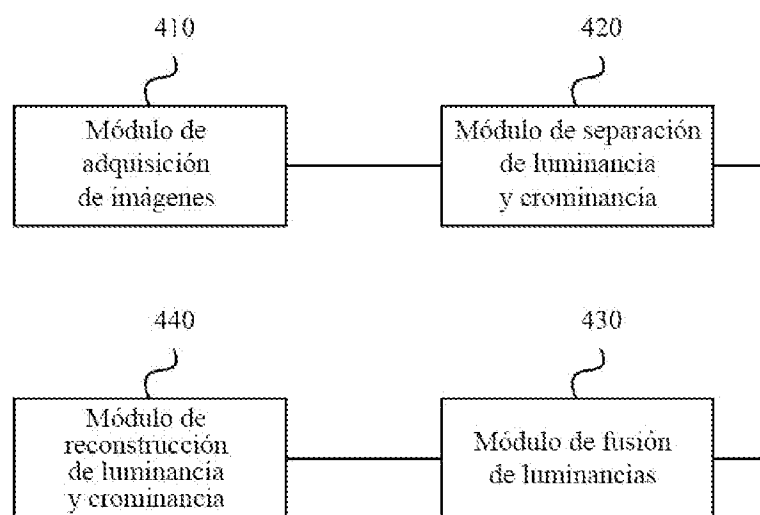 410
420
Módulo de
adquisición
de imágenes
Módulo de separación
de luminancia
y crominancia
440
430
Módulo de
reconstrucción
de luminancia
y crominancia
Módulo de fusión
de luminancias